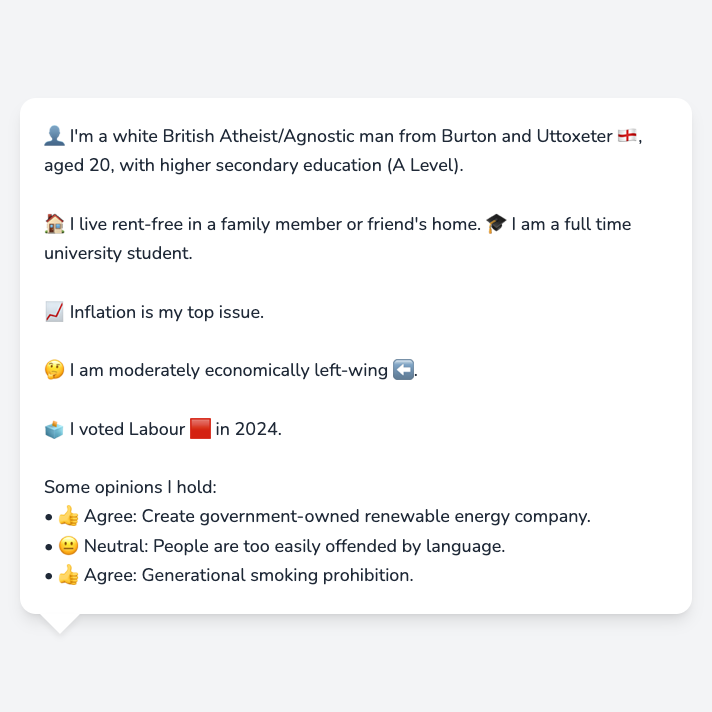 👤 I'm a white British Atheist/Agnostic man from Burton and Uttoxeter 🏴󠁧󠁢󠁥󠁮󠁧󠁿,
aged 20, with higher secondary education (A Level).
🏠 I live rent-free in a family member or friend's home. 🎓 I am a full time
university student.
📈 Inflation is my top issue.
🤔 I am moderately economically left-wing ⬅️.
🗳️ I voted Labour 🟥 in 2024.
Some opinions I hold:
• 👍 Agree: Create government-owned renewable energy company.
• 😐 Neutral: People are too easily offended by language.
• 👍 Agree: Generational smoking prohibition.